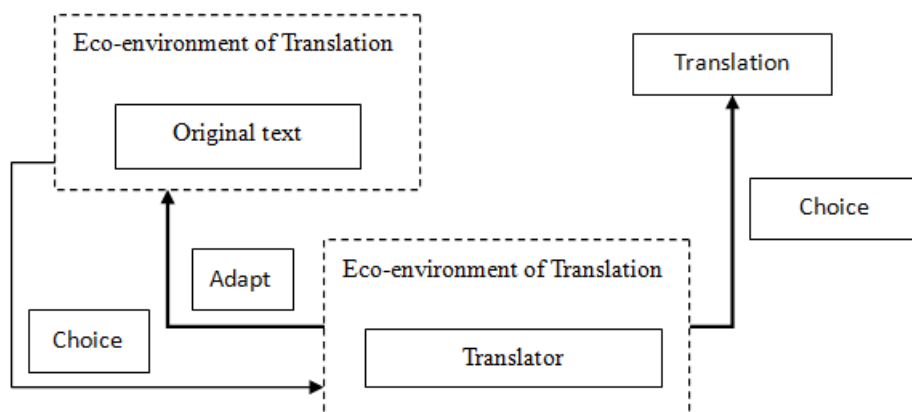 Eco-environment of Translation
Original text
Translation
Choice
Adapt
Eco-environment of Translation
Choice
Translator